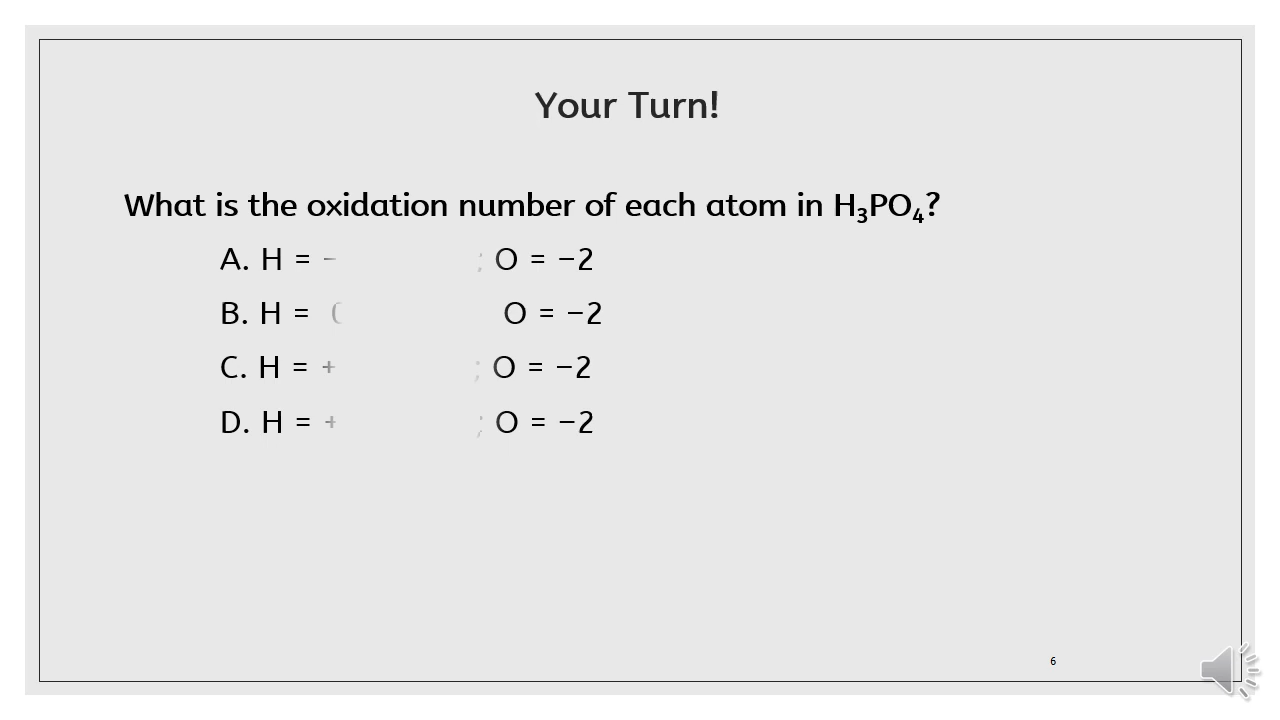 Your Turn!
What is the oxidation number of each atom in H₃PO₄?
A. H = − ; O = −2
B. H = O = −2
C. H = + ; O = −2
D. H = + ; O = −2
6